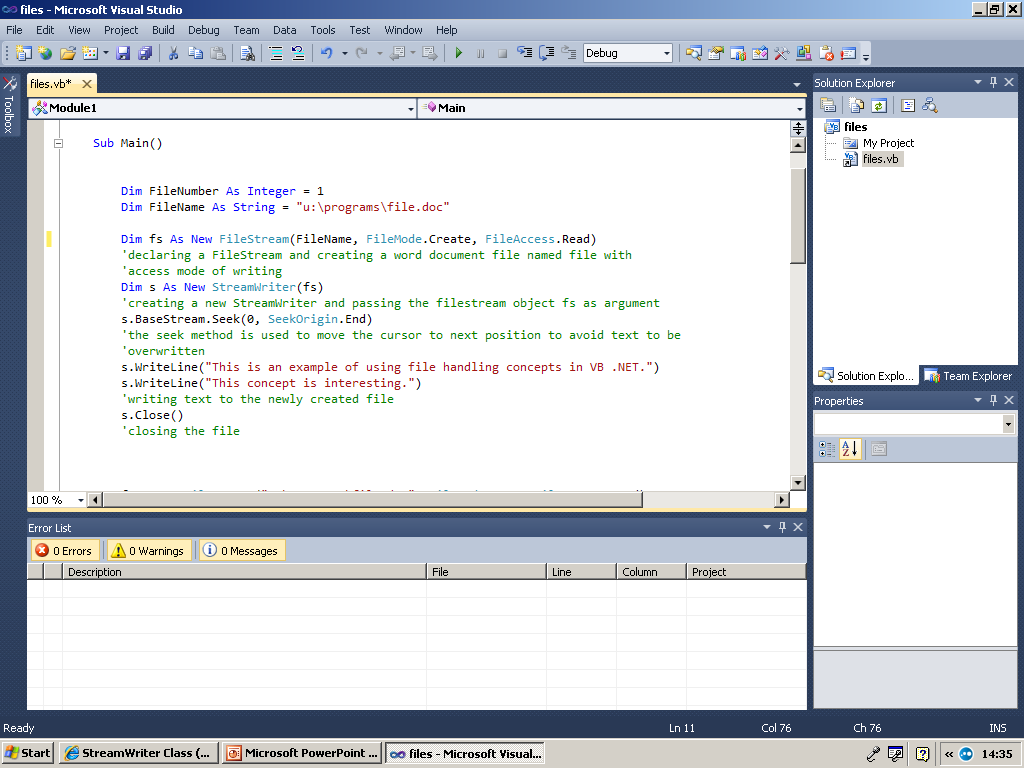 files - Microsoft Visual Studio
File Edit View Project Build Debug Team Data Tools Test Window Help
Debug
Toolbox
files.vb*
Module1 Main
Sub Main()
Dim FileNumber As Integer = 1
Dim FileName As String = "u:\programs\file.doc"
Dim fs As New FileStream(FileName, FileMode.Create, FileAccess.Read)
'declaring a FileStream and creating a word document file named file with
'access mode of writing
Dim s As New StreamWriter(fs)
'creating a new StreamWriter and passing the filestream object fs as argument
s.BaseStream.Seek(0, SeekOrigin.End)
'the seek method is used to move the cursor to next position to avoid text to be
'overwritten
s.WriteLine("This is an example of using file handling concepts in VB .NET.")
s.WriteLine("This concept is interesting.")
'writing text to the newly created file
s.Close()
'closing the file
100 %
Solution Explorer
files
My Project
files.vb
Solution Explo... Team Explorer
Properties
Error List
0 Errors 0 Warnings 0 Messages
Description File Line Column Project
Ready Ln 11 Col 76 Ch 76 INS
Start StreamWriter Class (... Microsoft PowerPoint ... files - Microsoft Visual... « 14:35